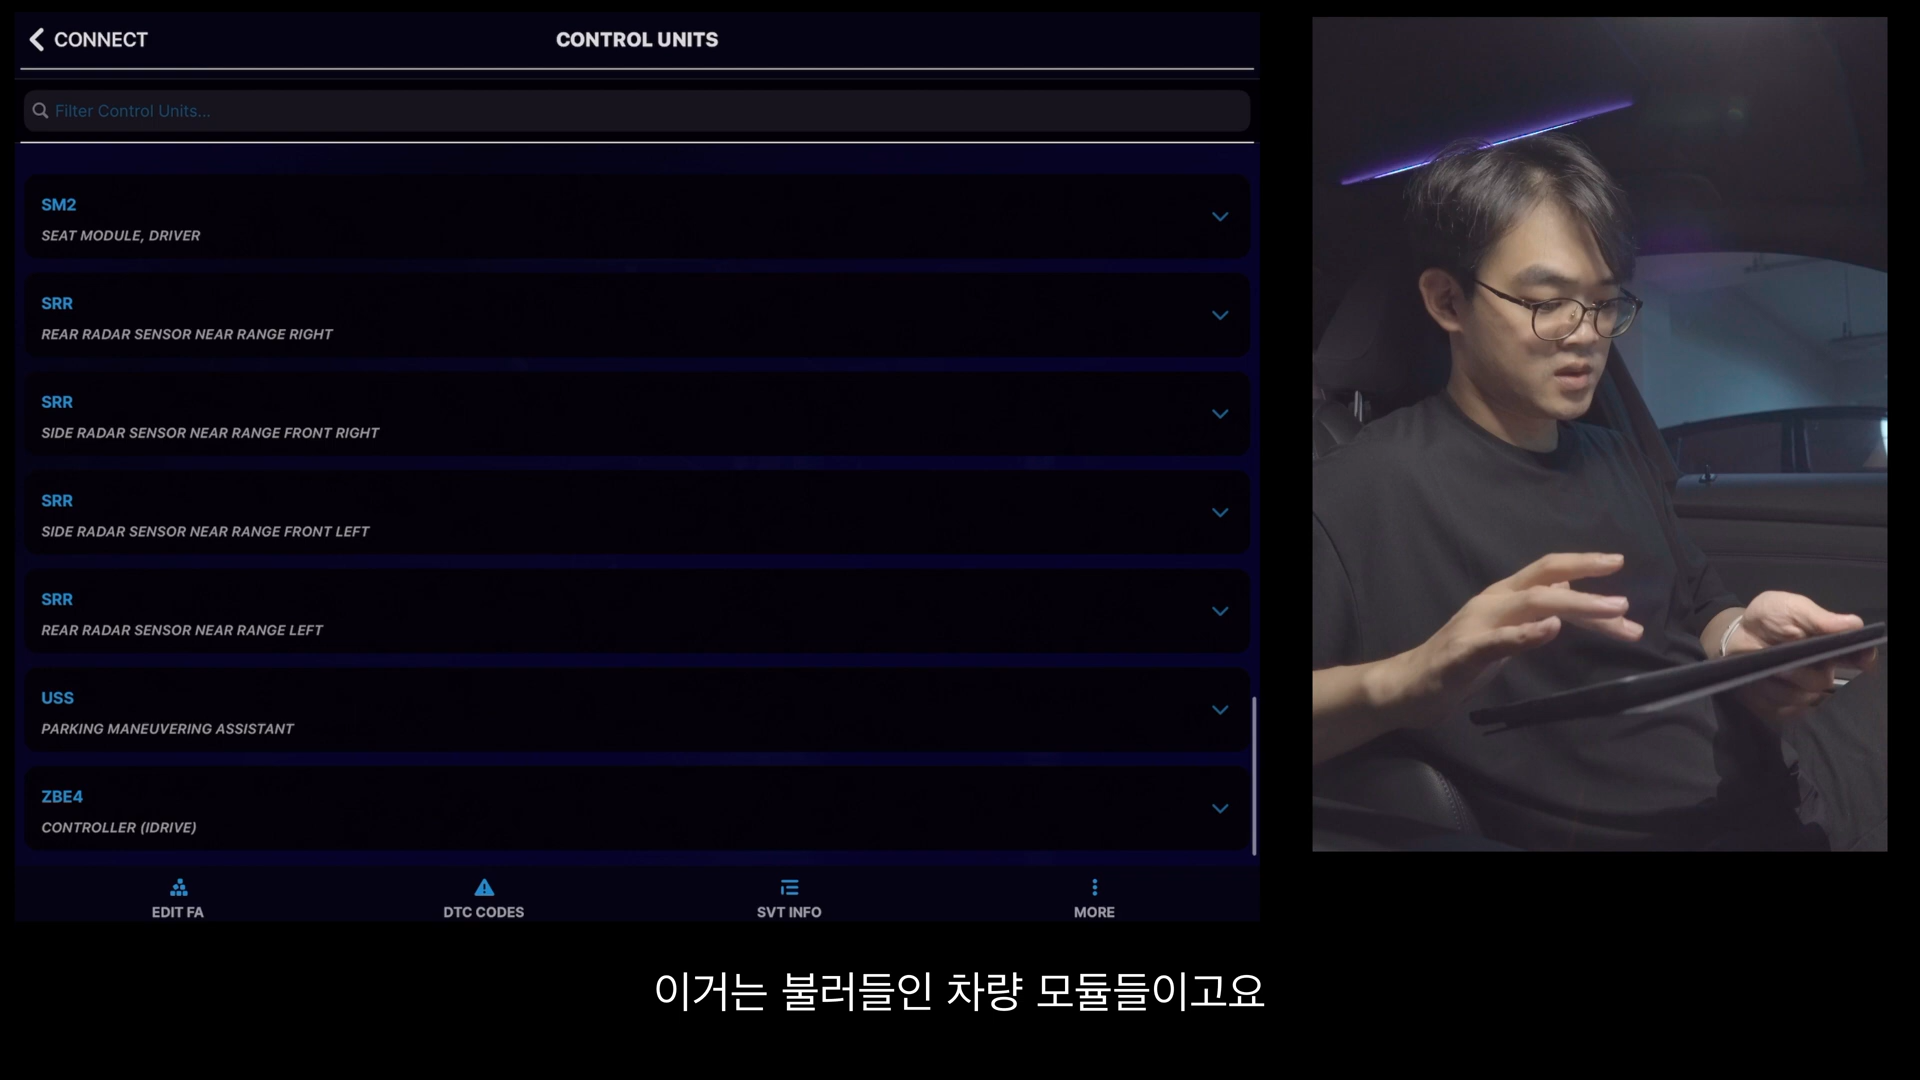 CONNECT
CONTROL UNITS
Filter Control Units...
SM2
SEAT MODULE, DRIVER
SRR
REAR RADAR SENSOR NEAR RANGE RIGHT
SRR
SIDE RADAR SENSOR NEAR RANGE FRONT RIGHT
SRR
SIDE RADAR SENSOR NEAR RANGE FRONT LEFT
SRR
REAR RADAR SENSOR NEAR RANGE LEFT
USS
PARKING MANEUVERING ASSISTANT
ZBE4
CONTROLLER (IDRIVE)
EDIT FA
DTC CODES
SVT INFO
MORE
이거는 불러들인 차량 모듈들이고요